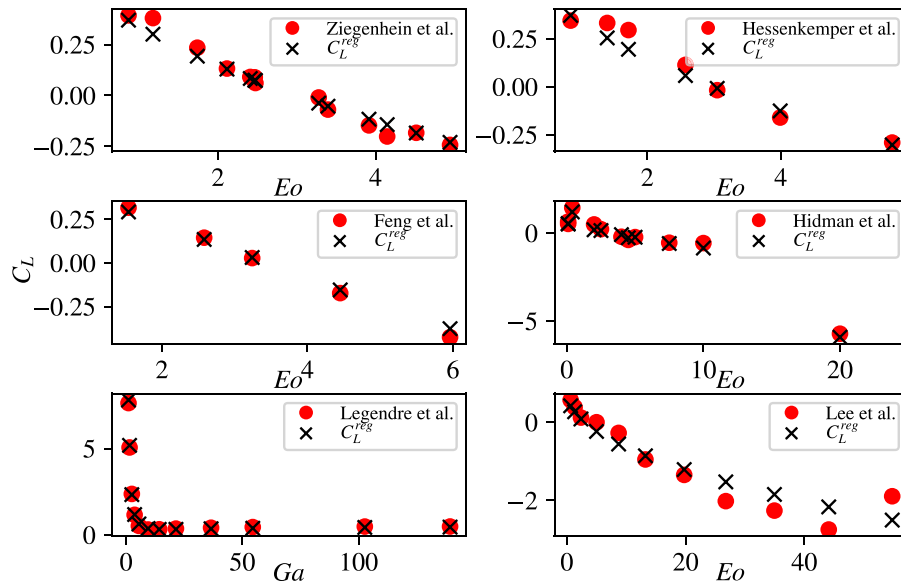 0.25
0.00
−0.25
2
4
Eo
Ziegenhein et al.
C_L^{reg}
0.25
0.00
−0.25
2
4
Eo
Hessenkemper et al.
C_L^{reg}
C_L
0.25
0.00
−0.25
2
4
6
Eo
Feng et al.
C_L^{reg}
0
−5
0
10
20
Eo
Hidman et al.
C_L^{reg}
5
0
0
50
100
Ga
Legendre et al.
C_L^{reg}
0
−2
0
20
40
Eo
Lee et al.
C_L^{reg}